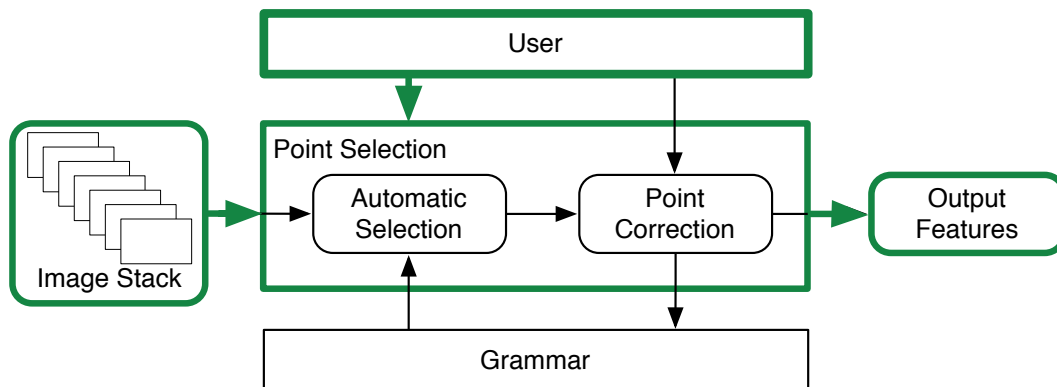 User
Point Selection
Automatic
Selection
Point
Correction
Output
Features
Image Stack
Grammar